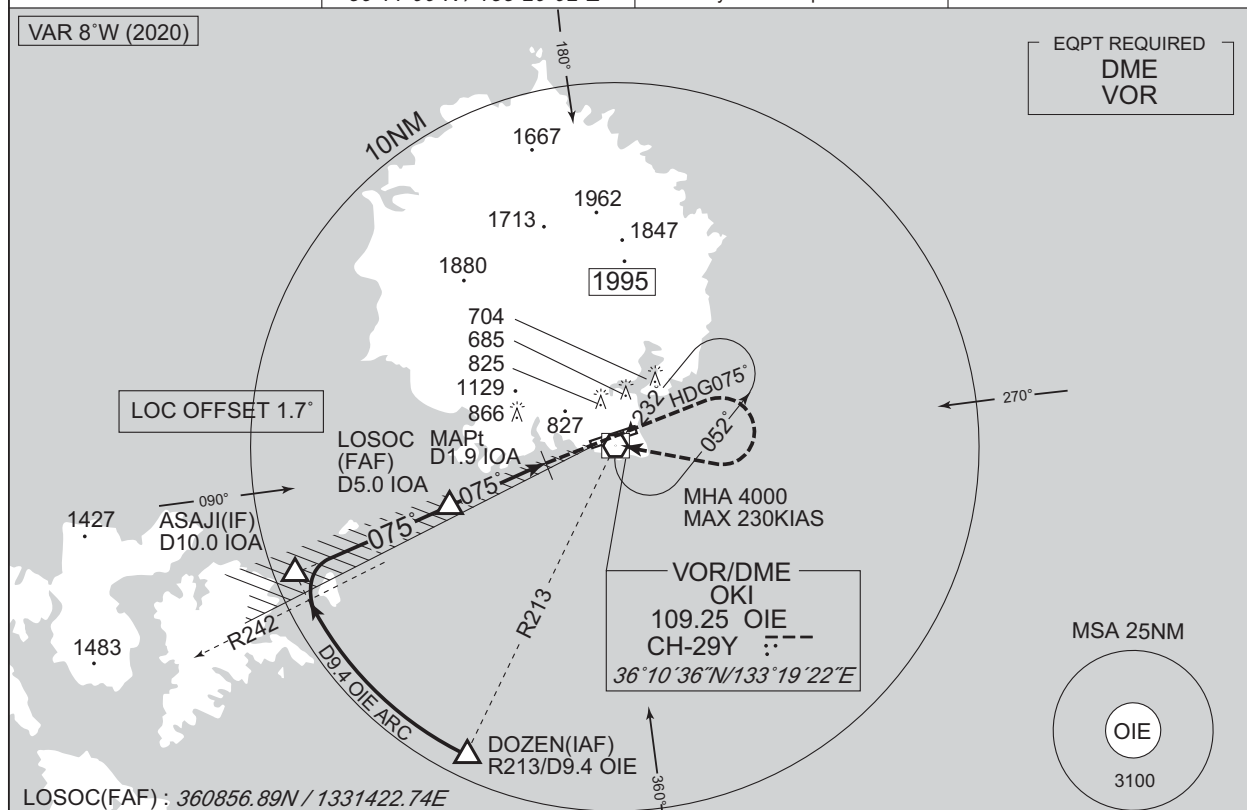 VAR 8°W (2020)
180°
EQPT REQUIRED
DME
VOR
10NM
1667
1962
1713
1847
1880
1995
704
685
825
1129
866
827
232°
HDG075°
052°
270°
LOC OFFSET 1.7°
LOSOC
(FAF)
D5.0 IOA
MAPt
D1.9 IOA
075°
075°
090°
ASAJI(IF)
D10.0 IOA
1427
1483
MHA 4000
MAX 230KIAS
R242
R213
D9.4 OIE ARC
VOR/DME
OKI
109.25 OIE
CH-29Y
36°10´36˝N/133°19´22˝E
MSA 25NM
OIE
3100
DOZEN(IAF)
R213/D9.4 OIE
360°
LOSOC(FAF) : 360856.89N / 1331422.74E